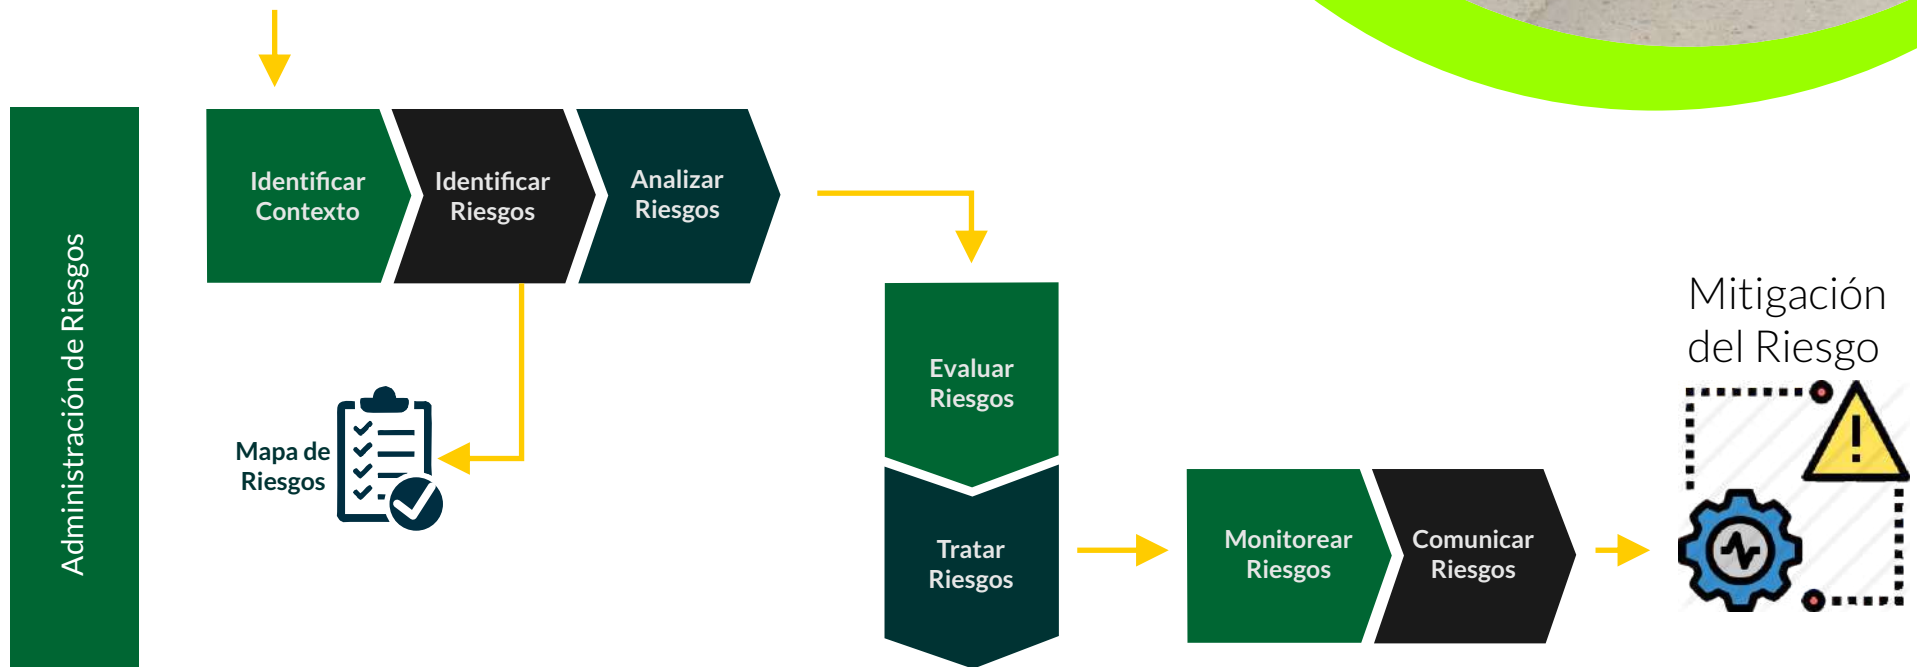 Administración de Riesgos
Identificar
Contexto
Identificar
Riesgos
Analizar
Riesgos
Mapa de
Riesgos
Evaluar
Riesgos
Tratar
Riesgos
Monitorear
Riesgos
Comunicar
Riesgos
Mitigación
del Riesgo